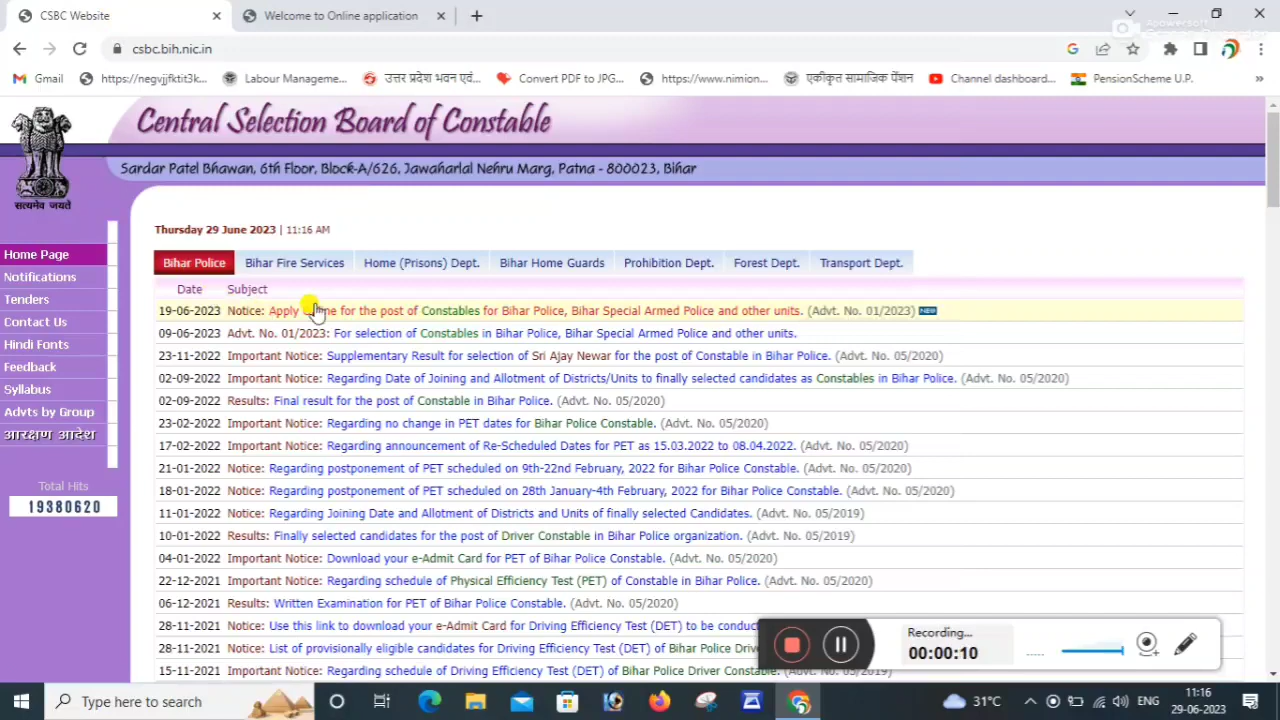 CSBC Website
Welcome to Online application
csbc.bih.nic.in
Gmail
https://negvjjfktit3k...
Labour Manageme...
उत्तर प्रदेश भवन एवं...
Convert PDF to JPG...
https://www.nimion...
एकीकृत सामाजिक पेंशन
Channel dashboard...
PensionScheme U.P.
Central Selection Board of Constable
Sardar Patel Bhawan, 6th Floor, Block-A/626, Jawaharlal Nehru Marg, Patna - 800023, Bihar
सत्यमेव जयते
Thursday 29 June 2023 | 11:16 AM
Home Page
Notifications
Tenders
Contact Us
Hindi Fonts
Feedback
Syllabus
Advts by Group
आरक्षण आदेश
Total Hits
19380620
Bihar Police
Bihar Fire Services
Home (Prisons) Dept.
Bihar Home Guards
Prohibition Dept.
Forest Dept.
Transport Dept.
Date Subject
19-06-2023 Notice: Apply for the post of Constables for Bihar Police, Bihar Special Armed Police and other units. (Advt. No. 01/2023) NEW
09-06-2023 Advt. No. 01/2023: For selection of Constables in Bihar Police, Bihar Special Armed Police and other units.
23-11-2022 Important Notice: Supplementary Result for selection of Sri Ajay Newar for the post of Constable in Bihar Police. (Advt. No. 05/2020)
02-09-2022 Important Notice: Regarding Date of Joining and Allotment of Districts/Units to finally selected candidates as Constables in Bihar Police. (Advt. No. 05/2020)
02-09-2022 Results: Final result for the post of Constable in Bihar Police. (Advt. No. 05/2020)
23-02-2022 Important Notice: Regarding no change in PET dates for Bihar Police Constable. (Advt. No. 05/2020)
17-02-2022 Important Notice: Regarding announcement of Re-Scheduled Dates for PET as 15.03.2022 to 08.04.2022. (Advt. No. 05/2020)
21-01-2022 Notice: Regarding postponement of PET scheduled on 9th-22nd February, 2022 for Bihar Police Constable. (Advt. No. 05/2020)
18-01-2022 Notice: Regarding postponement of PET scheduled on 28th January-4th February, 2022 for Bihar Police Constable. (Advt. No. 05/2020)
11-01-2022 Notice: Regarding Joining Date and Allotment of Districts and Units of finally selected Candidates. (Advt. No. 05/2019)
10-01-2022 Results: Finally selected candidates for the post of Driver Constable in Bihar Police organization. (Advt. No. 05/2019)
04-01-2022 Important Notice: Download your e-Admit Card for PET of Bihar Police Constable. (Advt. No. 05/2020)
22-12-2021 Important Notice: Regarding schedule of Physical Efficiency Test (PET) of Constable in Bihar Police. (Advt. No. 05/2020)
06-12-2021 Results: Written Examination for PET of Bihar Police Constable. (Advt. No. 05/2020)
28-11-2021 Notice: Use this link to download your e-Admit Card for Driving Efficiency Test (DET) to be conduc
28-11-2021 Notice: List of provisionally eligible candidates for Driving Efficiency Test (DET) of Bihar Police Driver
15-11-2021 Notice: Regarding schedule of Driving Efficiency Test (DET) of Bihar Police Driver Constable. (Advt. No. 05/2019)
Recording...
00:00:10
Type here to search
31°C
ENG
11:16
29-06-2023